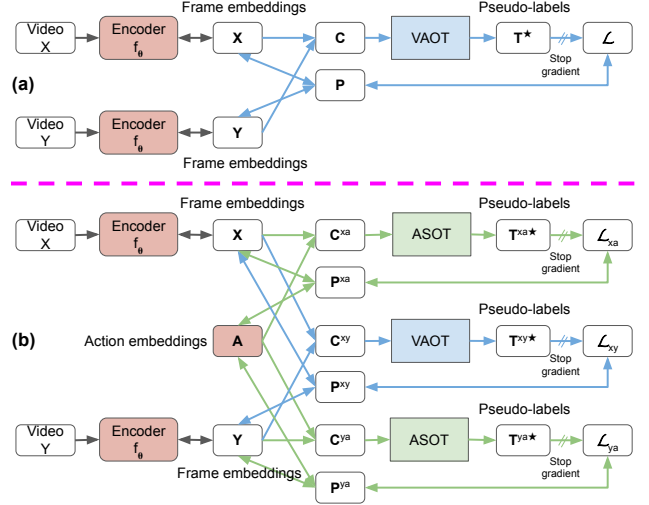 Frame embeddings
Pseudo-labels
Video X
Encoder fθ
X
C
VAOT
T★
ℒ
Stop gradient
(a)
P
Video Y
Encoder fθ
Y
Frame embeddings
Frame embeddings
Pseudo-labels
Video X
Encoder fθ
X
Cxa
ASOT
Txa★
ℒxa
Stop gradient
Pxa
Pseudo-labels
(b)
Action embeddings
A
Cxy
VAOT
Txy★
ℒxy
Stop gradient
Pxy
Pseudo-labels
Video Y
Encoder fθ
Y
Cya
ASOT
Tya★
ℒya
Frame embeddings
Stop gradient
Pya